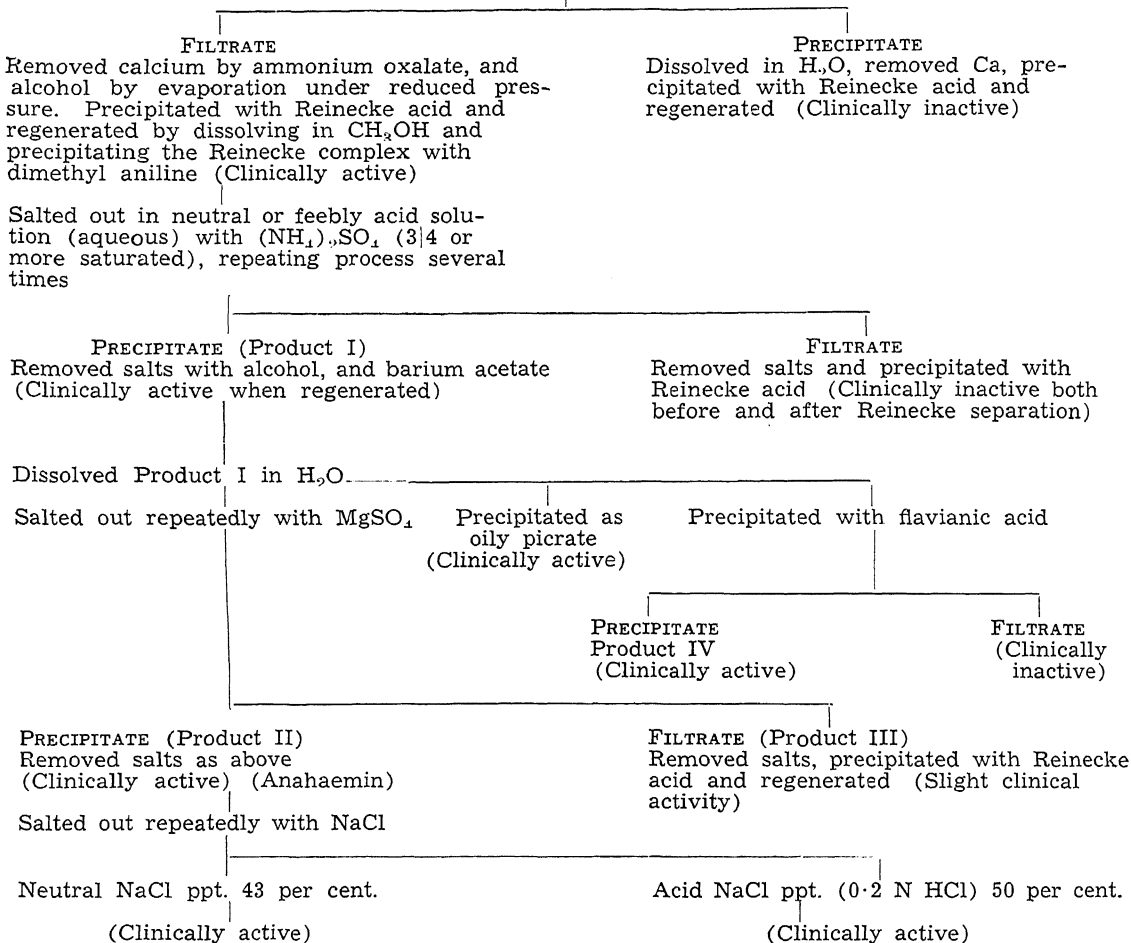 FILTRATE
Removed calcium by ammonium oxalate, and
alcohol by evaporation under reduced pres-
sure. Precipitated with Reinecke acid and
regenerated by dissolving in CH₃OH and
precipitating the Reinecke complex with
dimethyl aniline (Clinically active)
PRECIPITATE
Dissolved in H₂O, removed Ca, pre-
cipitated with Reinecke acid and
regenerated (Clinically inactive)
Salted out in neutral or feebly acid solu-
tion (aqueous) with (NH₄)₂SO₄ (3|4 or
more saturated), repeating process several
times
PRECIPITATE (Product I)
Removed salts with alcohol, and barium acetate
(Clinically active when regenerated)
FILTRATE
Removed salts and precipitated with
Reinecke acid (Clinically inactive both
before and after Reinecke separation)
Dissolved Product I in H₂O
Salted out repeatedly with MgSO₄
Precipitated as
oily picrate
(Clinically active)
Precipitated with flavianic acid
PRECIPITATE
Product IV
(Clinically active)
FILTRATE
(Clinically
inactive)
PRECIPITATE (Product II)
Removed salts as above
(Clinically active) (Anahaemin)
FILTRATE (Product III)
Removed salts, precipitated with Reinecke
acid and regenerated (Slight clinical
activity)
Salted out repeatedly with NaCl
Neutral NaCl ppt. 43 per cent.
(Clinically active)
Acid NaCl ppt. (0·2 N HCl) 50 per cent.
(Clinically active)